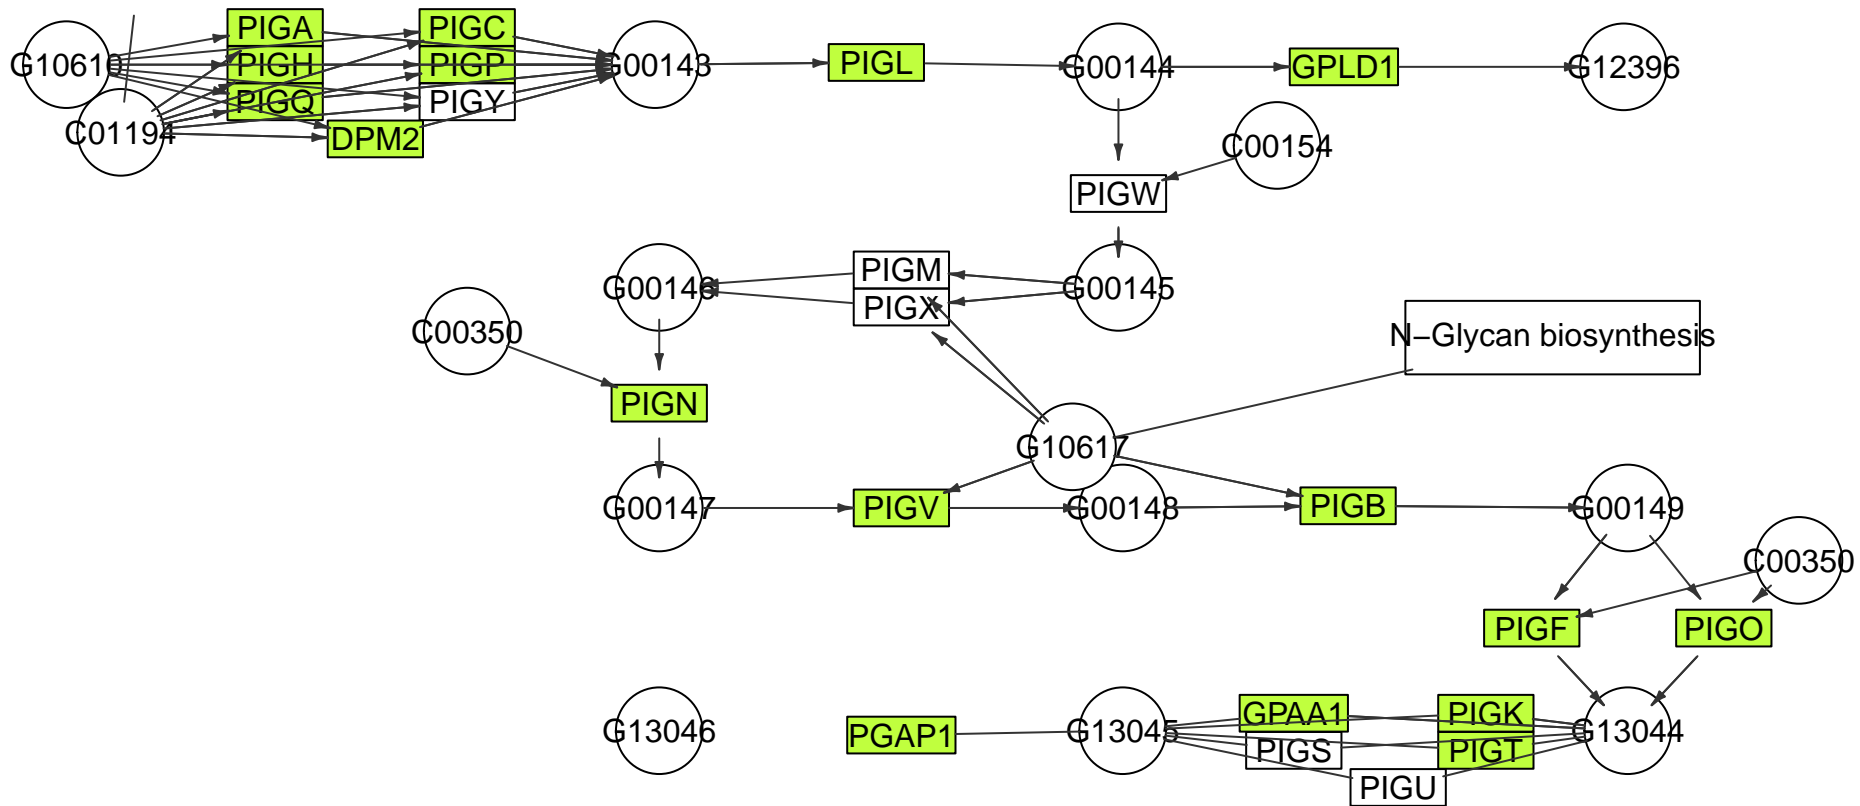 PIGA
PIGC
G10619
PIGH
PIGP
G00143
PIGL
G00144
GPLD1
G12396
PIGQ
PIGY
C01194
DPM2
C00154
PIGW
PIGM
G00146
G00145
PIGX
C00350
N–Glycan biosynthesis
PIGN
G10617
G00147
PIGV
G00148
PIGB
G00149
C00350
PIGF
PIGO
G13046
PGAP1
G13045
GPAA1
PIGK
G13044
PIGS
PIGT
PIGU